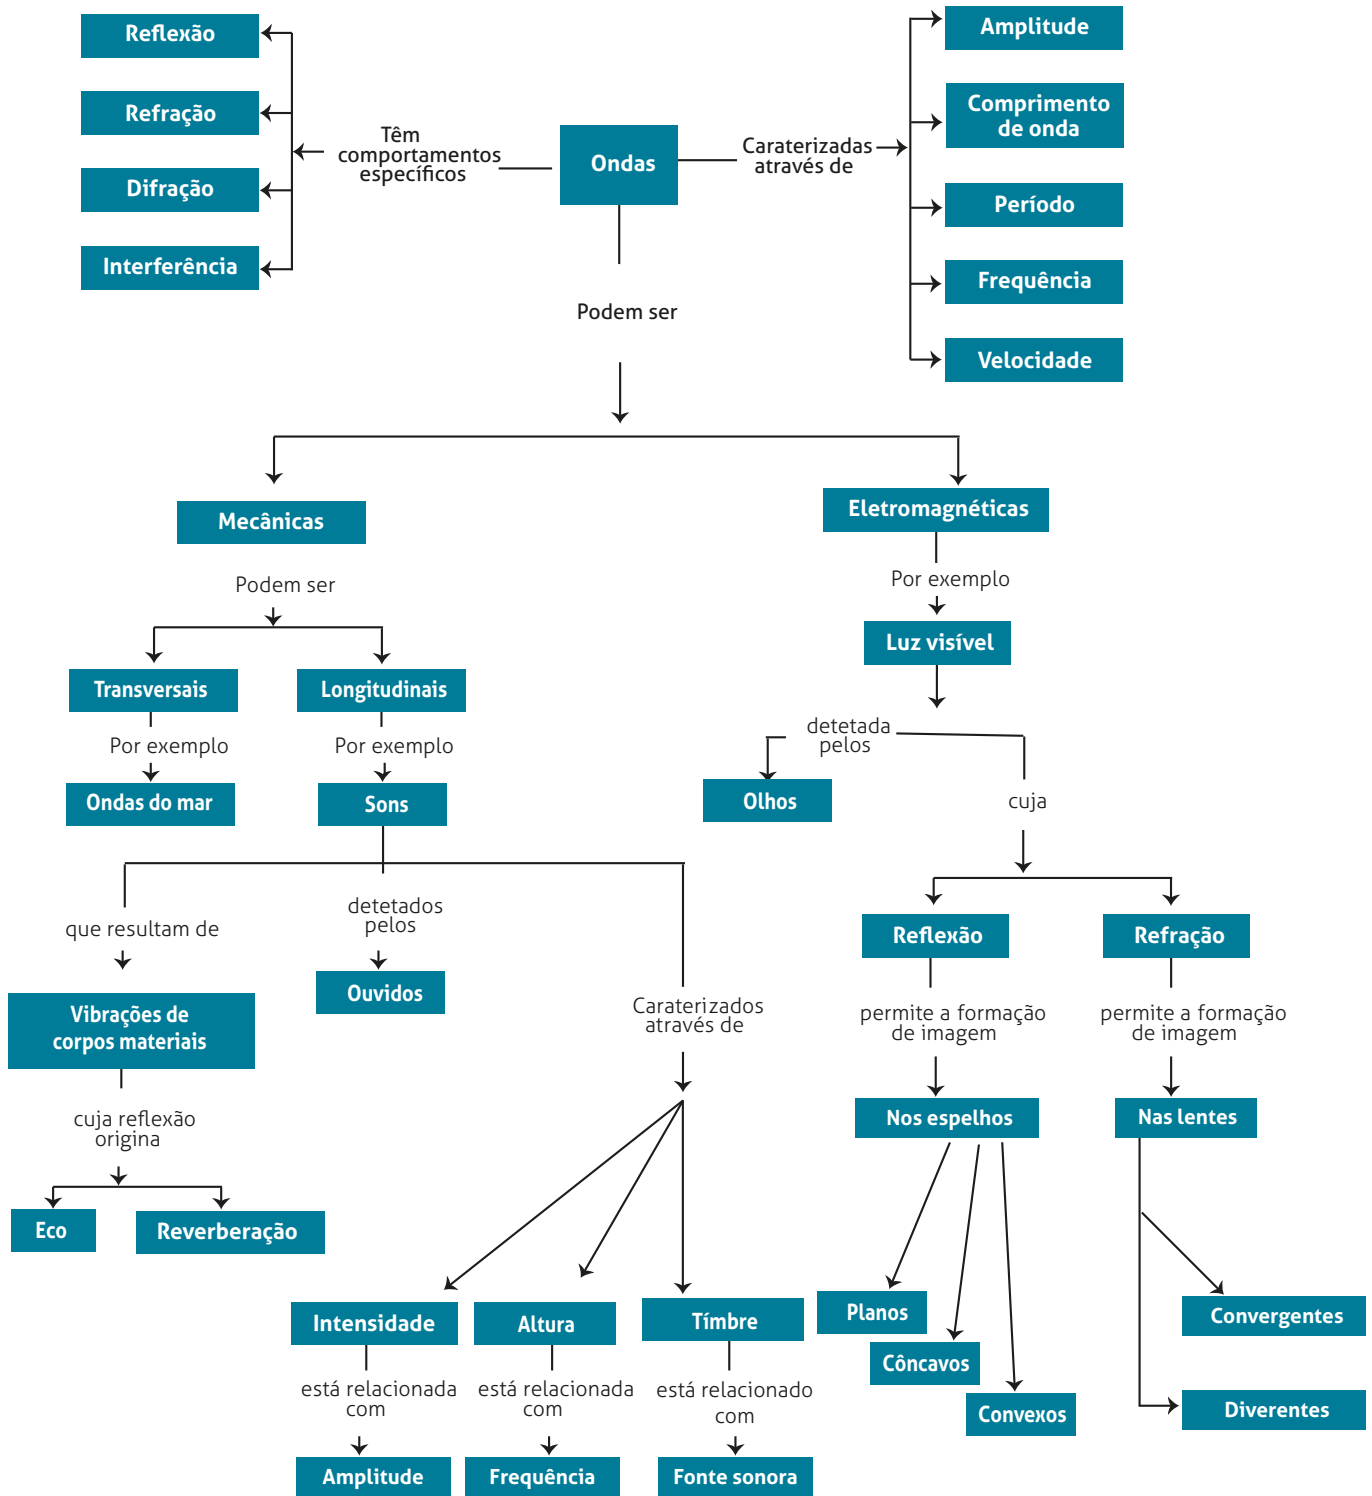 Reflexão
Refração
Difração
Interferência
Têm
comportamentos
específicos
Ondas
Caraterizadas
através de
Amplitude
Comprimento
de onda
Período
Frequência
Velocidade
Podem ser
Mecânicas
Eletromagnéticas
Podem ser
Transversais
Longitudinais
Por exemplo
Por exemplo
Ondas do mar
Sons
que resultam de
detetados
pelos
Caraterizados
através de
Vibrações de
corpos materiais
Ouvidos
cuja reflexão
origina
Eco
Reverberação
Intensidade
Altura
Tímbre
está relacionada
com
está relacionada
com
está relacionado
com
Amplitude
Frequência
Fonte sonora
Por exemplo
Luz visível
detetada
pelos
Olhos
cuja
Reflexão
Refração
permite a formação
de imagem
permite a formação
de imagem
Nos espelhos
Nas lentes
Planos
Côncavos
Convexos
Convergentes
Diverentes